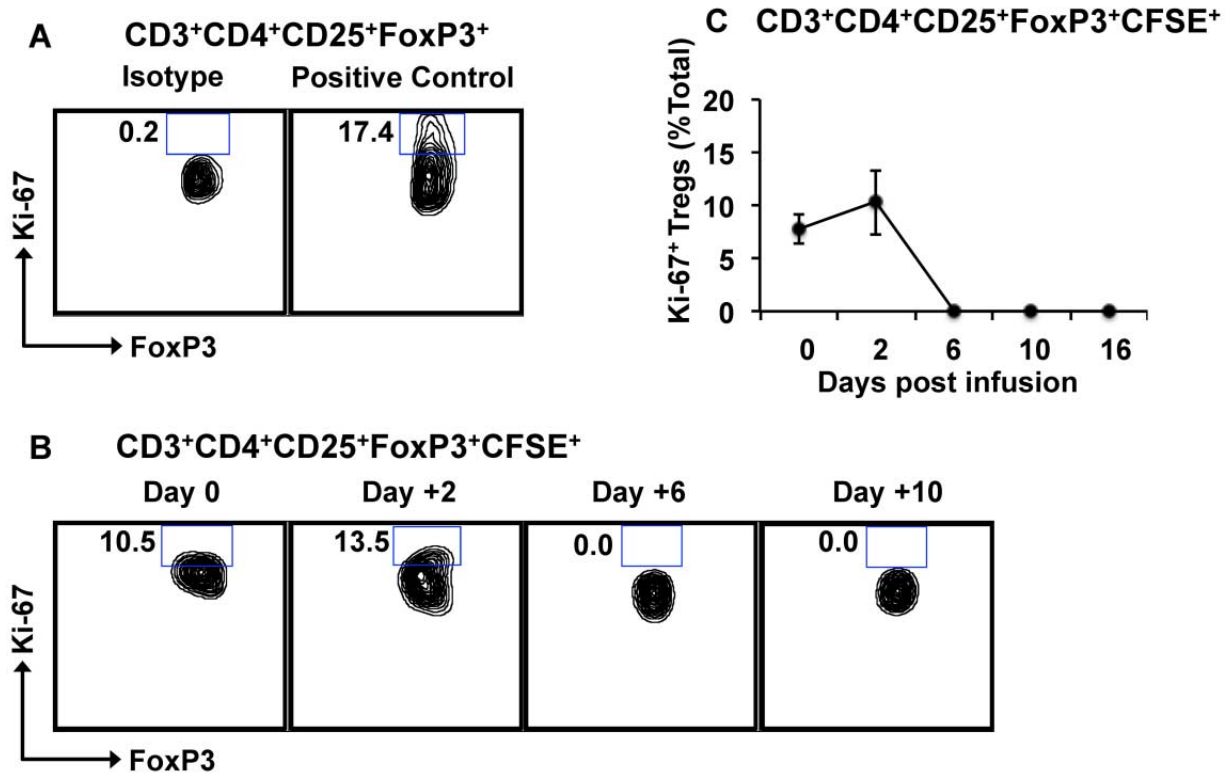 A CD3⁺CD4⁺CD25⁺FoxP3⁺
Isotype Positive Control
0.2 17.4
Ki-67
FoxP3
C CD3⁺CD4⁺CD25⁺FoxP3⁺CFSE⁺
Ki-67⁺ Tregs (% Total)
20
15
10
5
0
0 2 6 10 16
Days post infusion
B CD3⁺CD4⁺CD25⁺FoxP3⁺CFSE⁺
Day 0 Day +2 Day +6 Day +10
10.5 13.5 0.0 0.0
Ki-67
FoxP3